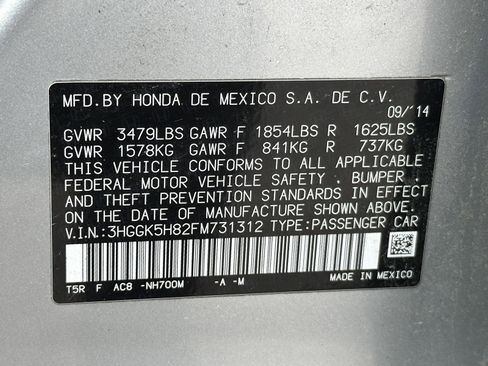 MFD.BY HONDA DE MEXICO S.A. DE C.V.
09/'14
GVWR 3479LBS GAWR F 1854LBS R 1625LBS
GVWR 1578KG GAWR F 841KG R 737KG
THIS VEHICLE CONFORMS TO ALL APPLICABLE
FEDERAL MOTOR VEHICLE SAFETY . BUMPER ,
AND THEFT PREVENTION STANDARDS IN EFFECT
ON THE DATE OF MANUFACTURE SHOWN ABOVE.
V.I.N.:3HGGK5H82FM731312 TYPE:PASSENGER CAR
T5R F AC8 -NH700M -A -M MADE IN MEXICO